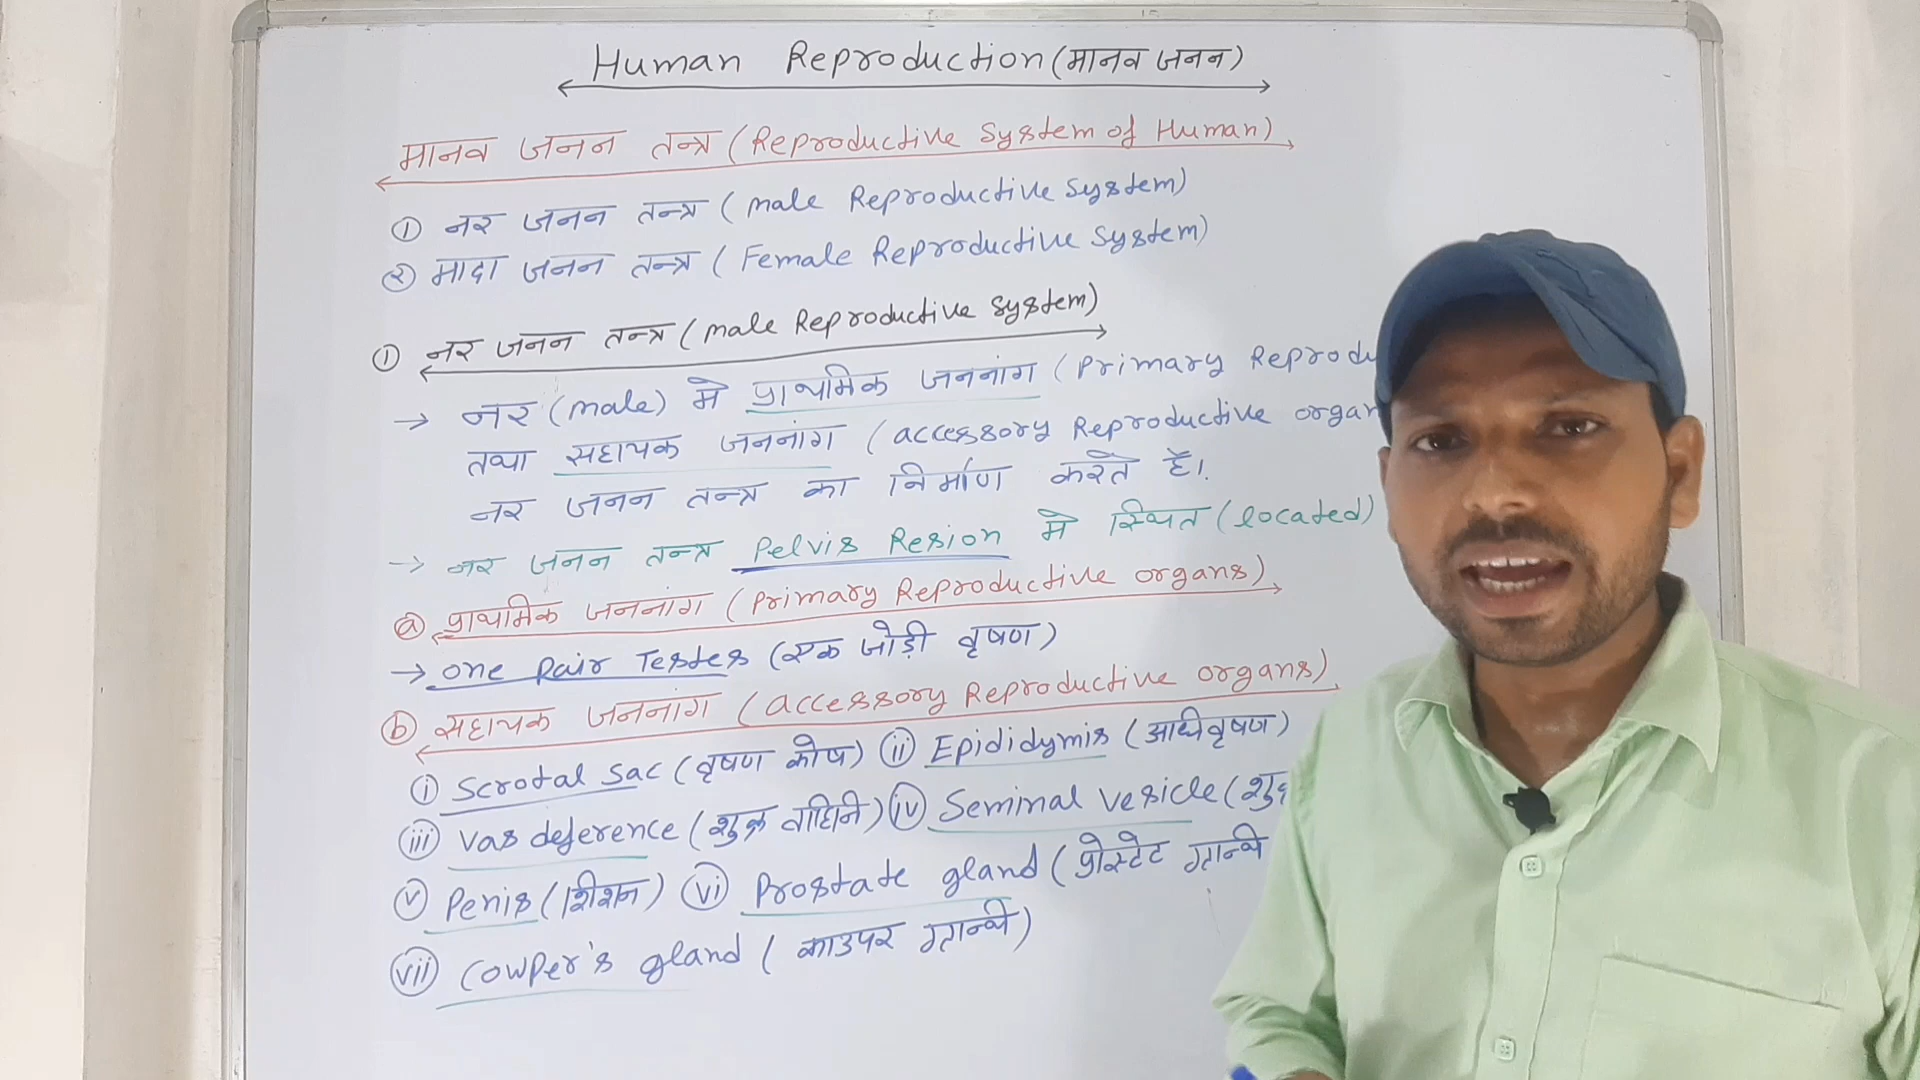 Human Reproduction (मानव जनन)
मानव जनन तन्त्र (Reproductive System of Human)
① नर जनन तन्त्र (male Reproductive System)
② मादा जनन तन्त्र (Female Reproductive System)
① नर जनन तन्त्र (male Reproductive System)
→ नर (male) मे प्राथमिक जननांग (Primary Reprodu
तथा सहायक जननांग (accessory Reproductive organ
नर जनन तन्त्र का निर्माण करते है।
→ नर जनन तन्त्र Pelvis Resion मे स्थित (located)
ⓐ प्राथमिक जननांग (Primary Reproductive organs)
→ one pair Testes (एक जोड़ी वृषण)
ⓑ सहायक जननांग (accessory Reproductive organs)
ⓘ Scrotal Sac (वृषण कोष) ⓘⓘ Epididymis (अधिवृषण)
(iii) Vas deference (शुक्र वाहिनि) (iv) Seminal vesicle (शु
(v) Penis (शिशन) (vi) Prostate gland (प्रोस्टेट ग्रन्थि
(vii) Cowper's gland (काउपर ग्रन्थि)